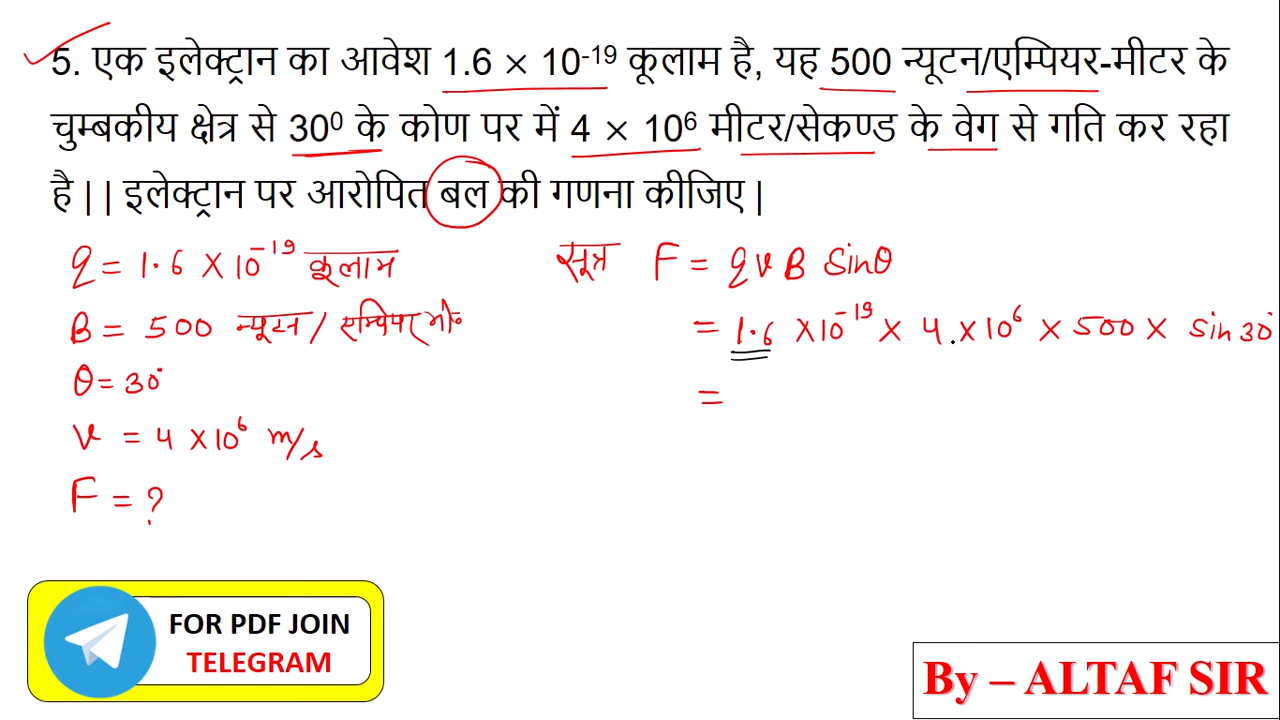 5. एक इलेक्ट्रान का आवेश 1.6 × 10⁻¹⁹ कूलाम है, यह 500 न्यूटन/एम्पियर-मीटर के
चुम्बकीय क्षेत्र से 30⁰ के कोण पर में 4 × 10⁶ मीटर/सेकण्ड के वेग से गति कर रहा
है | | इलेक्ट्रान पर आरोपित बल की गणना कीजिए |
q = 1.6 × 10⁻¹⁹ कूलाम
B = 500 न्यूटन / एम्पियर मी॰
θ = 30°
v = 4 × 10⁶ m/s
F = ?
सूत्र F = q v B Sinθ
= 1.6 × 10⁻¹⁹ × 4 × 10⁶ × 500 × Sin 30°
=
FOR PDF JOIN
TELEGRAM
By – ALTAF SIR